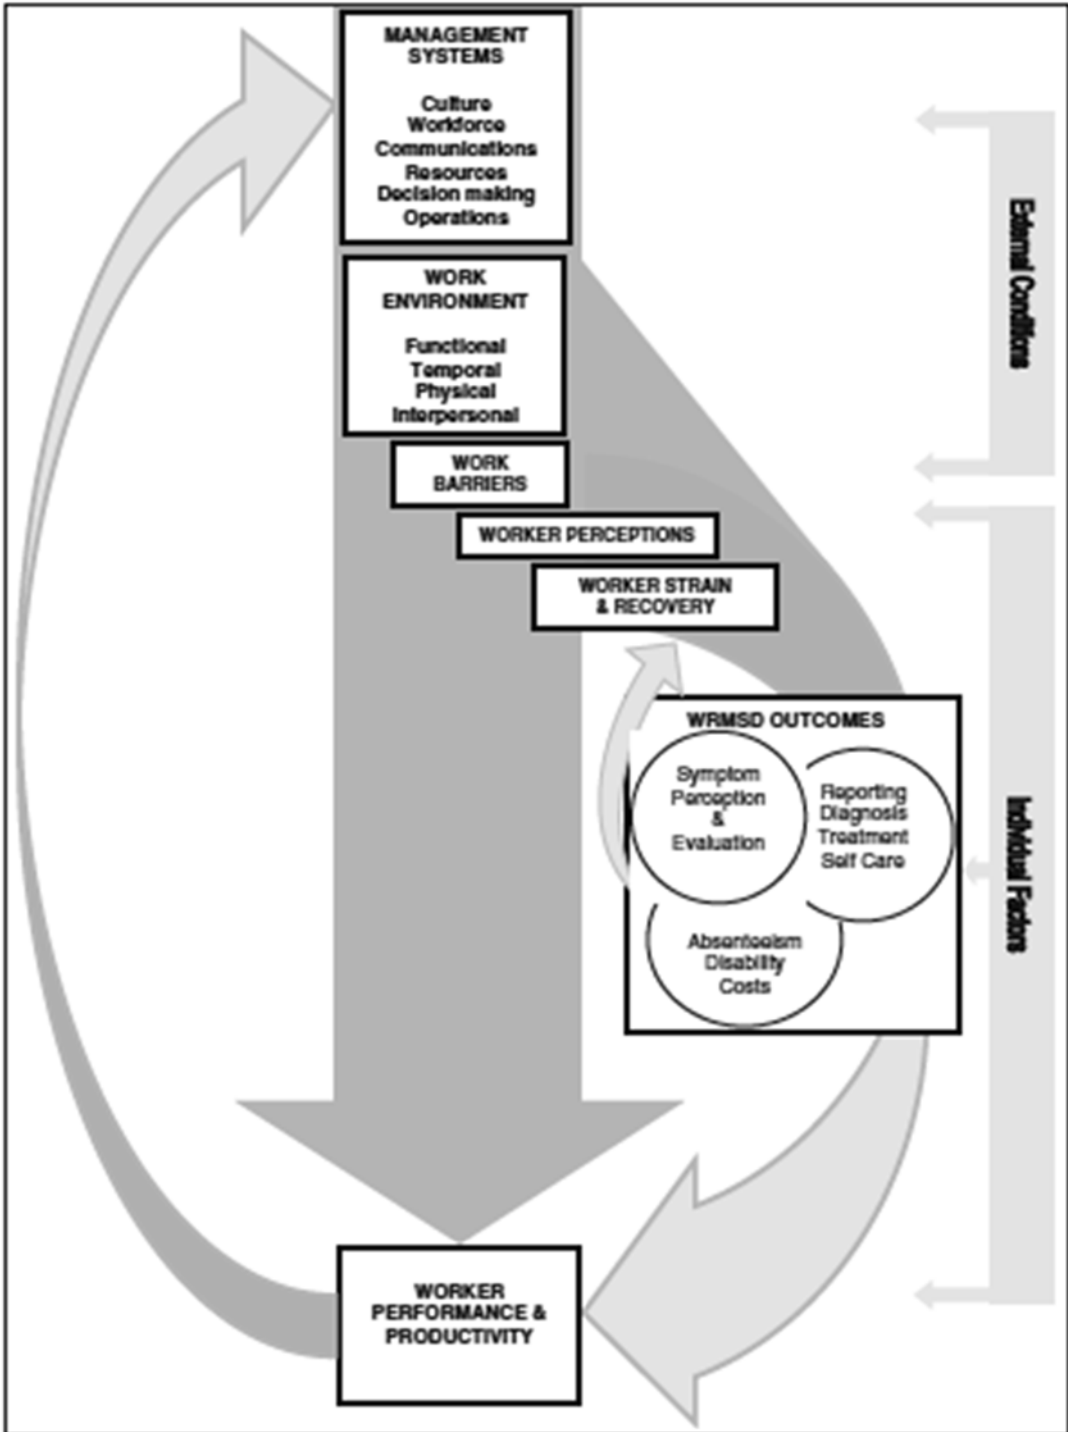 MANAGEMENT
SYSTEMS
Culture
Workforce
Communications
Resources
Decision making
Operations
WORK
ENVIRONMENT
Functional
Temporal
Physical
Interpersonal
WORK
BARRIERS
WORKER PERCEPTIONS
WORKER STRAIN
& RECOVERY
WRMSD OUTCOMES
Symptom
Perception
&
Evaluation
Reporting
Diagnosis
Treatment
Self Care
Absenteeism
Disability
Costs
WORKER
PERFORMANCE &
PRODUCTIVITY
External Conditions
Individual Factors